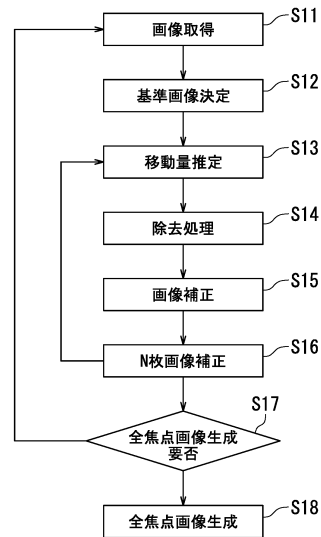 S11
画像取得
S12
基準画像決定
S13
移動量推定
S14
除去処理
S15
画像補正
S16
N枚画像補正
S17
全焦点画像生成
要否
S18
全焦点画像生成